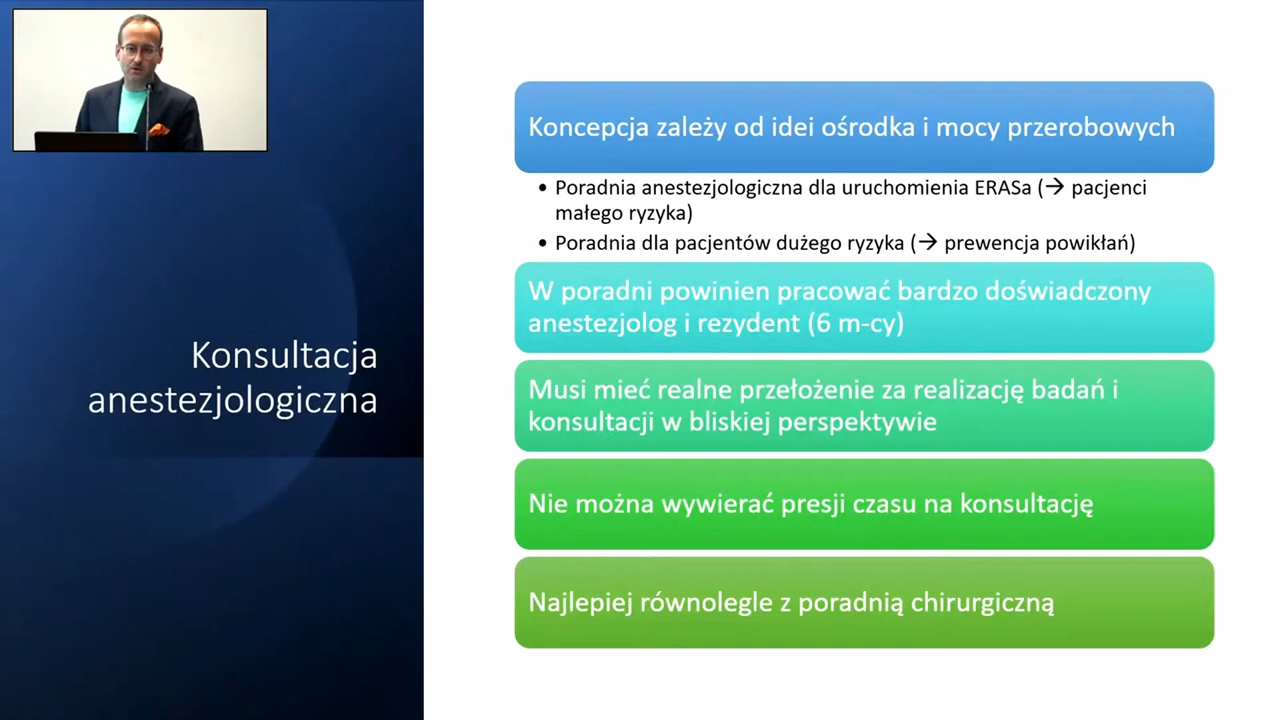 Konsultacja
anestezjologiczna
Koncepcja zależy od idei ośrodka i mocy przerobowych
• Poradnia anestezjologiczna dla uruchomienia ERASa (→ pacjenci
małego ryzyka)
• Poradnia dla pacjentów dużego ryzyka (→ prewencja powikłań)
W poradni powinien pracować bardzo doświadczony
anestezjolog i rezydent (6 m-cy)
Musi mieć realne przełożenie za realizację badań i
konsultacji w bliskiej perspektywie
Nie można wywierać presji czasu na konsultację
Najlepiej równolegle z poradnią chirurgiczną